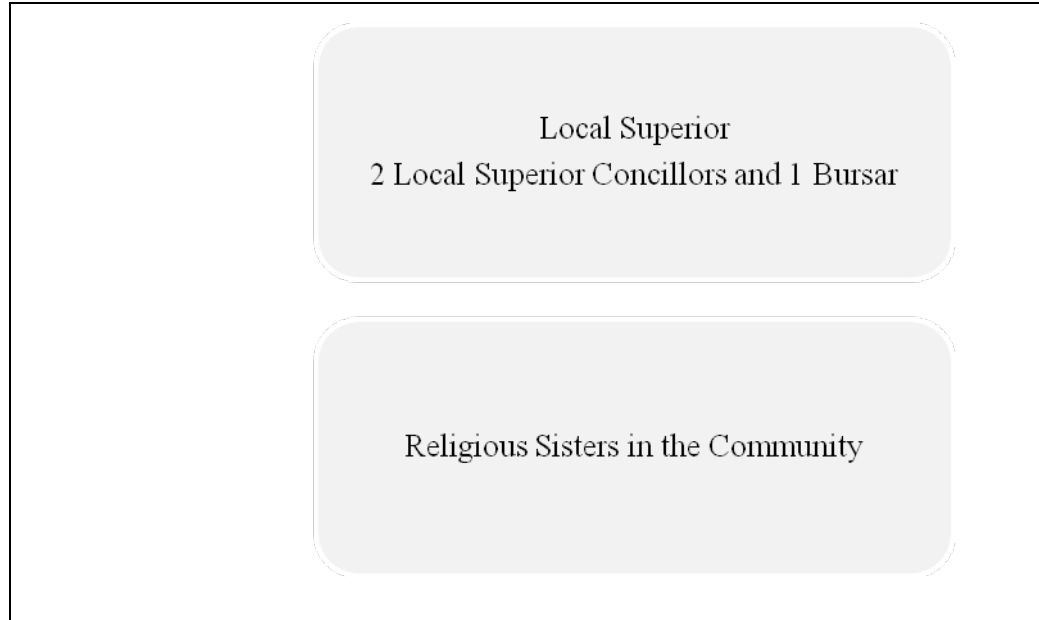 Local Superior
2 Local Superior Concillors and 1 Bursar
Religious Sisters in the Community